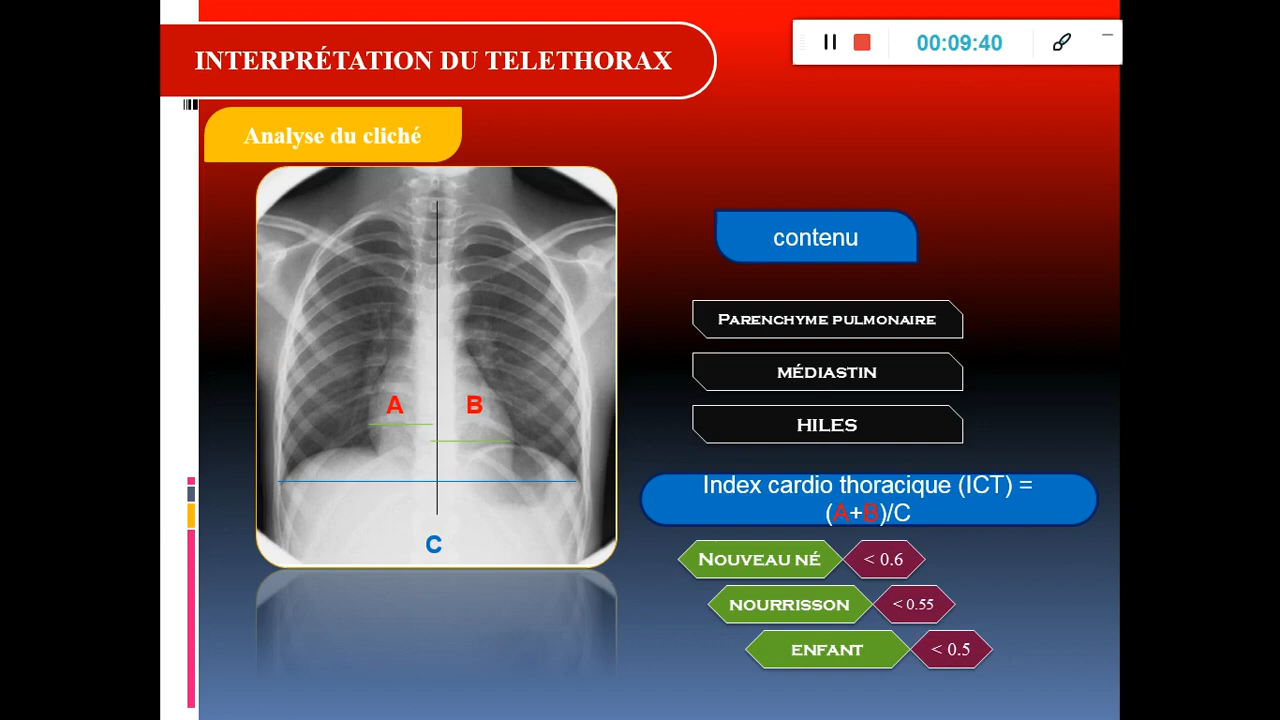 INTERPRÉTATION DU TELETHORAX
00:09:40
Analyse du cliché
contenu
PARENCHYME PULMONAIRE
MÉDIASTIN
HILES
A
B
C
Index cardio thoracique (ICT) =
(A+B)/C
NOUVEAU NÉ < 0.6
NOURRISSON < 0.55
ENFANT < 0.5